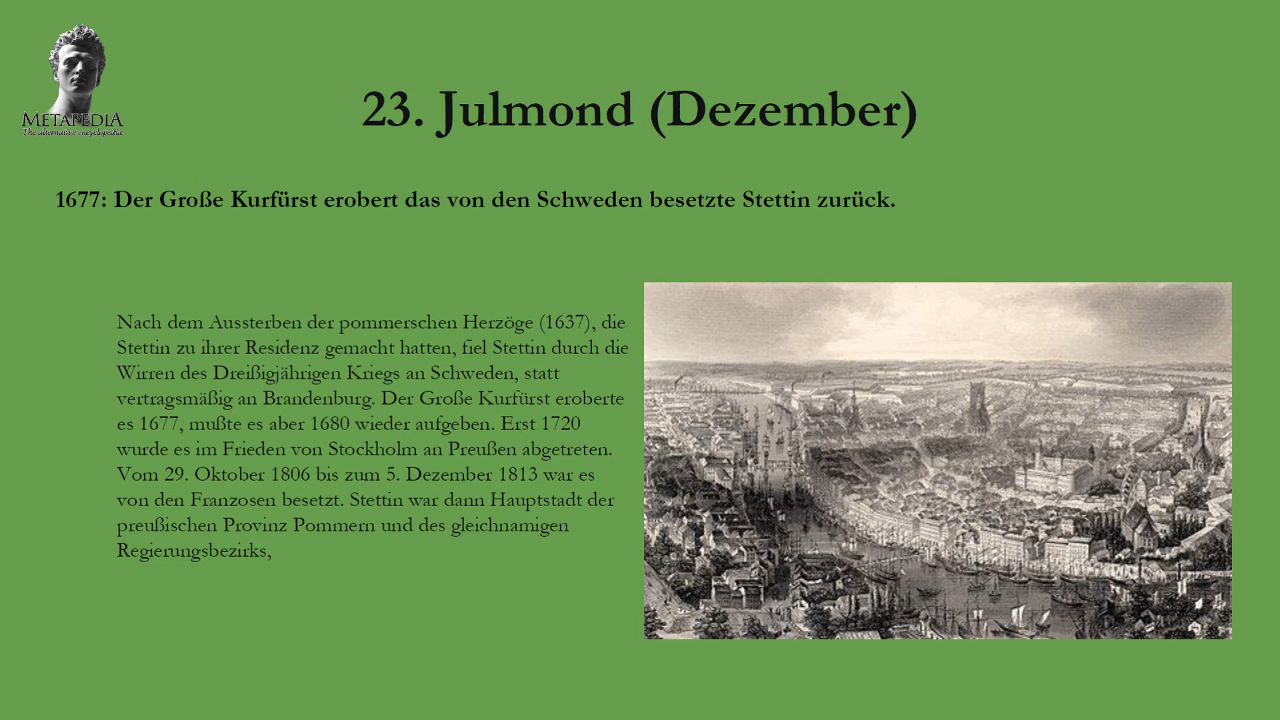 METAPEDIA
The alternative encyclopedia
23. Julmond (Dezember)
1677: Der Große Kurfürst erobert das von den Schweden besetzte Stettin zurück.
Nach dem Aussterben der pommerschen Herzöge (1637), die
Stettin zu ihrer Residenz gemacht hatten, fiel Stettin durch die
Wirren des Dreißigjährigen Kriegs an Schweden, statt
vertragsmäßig an Brandenburg. Der Große Kurfürst eroberte
es 1677, mußte es aber 1680 wieder aufgeben. Erst 1720
wurde es im Frieden von Stockholm an Preußen abgetreten.
Vom 29. Oktober 1806 bis zum 5. Dezember 1813 war es
von den Franzosen besetzt. Stettin war dann Hauptstadt der
preußischen Provinz Pommern und des gleichnamigen
Regierungsbezirks,